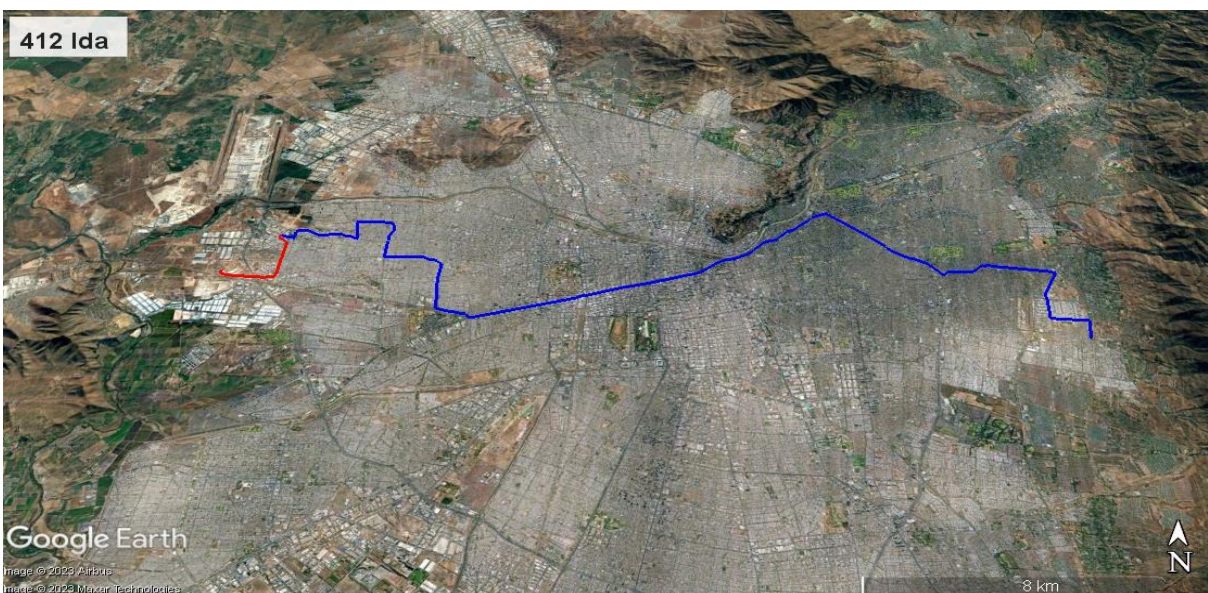 412 Ida
Google Earth
Image © 2023 Airbus
Image © 2023 Maxar Technologies
N
8 km